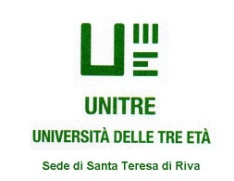 UNITRE
UNIVERSITÀ DELLE TRE ETÀ
Sede di Santa Teresa di Riva